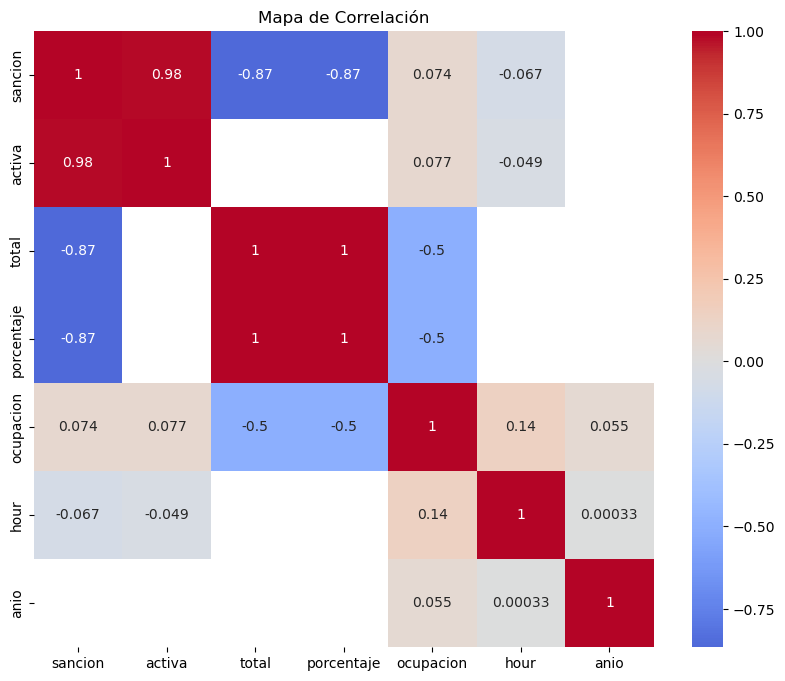 Mapa de Correlación
sancion 1 0.98 -0.87 -0.87 0.074 -0.067
activa 0.98 1 0.077 -0.049
total -0.87 1 1 -0.5
porcentaje -0.87 1 1 -0.5
ocupacion 0.074 0.077 -0.5 -0.5 1 0.14 0.055
hour -0.067 -0.049 0.14 1 0.00033
anio 0.055 0.00033 1
sancion activa total porcentaje ocupacion hour anio
1.00
0.75
0.50
0.25
0.00
−0.25
−0.50
−0.75